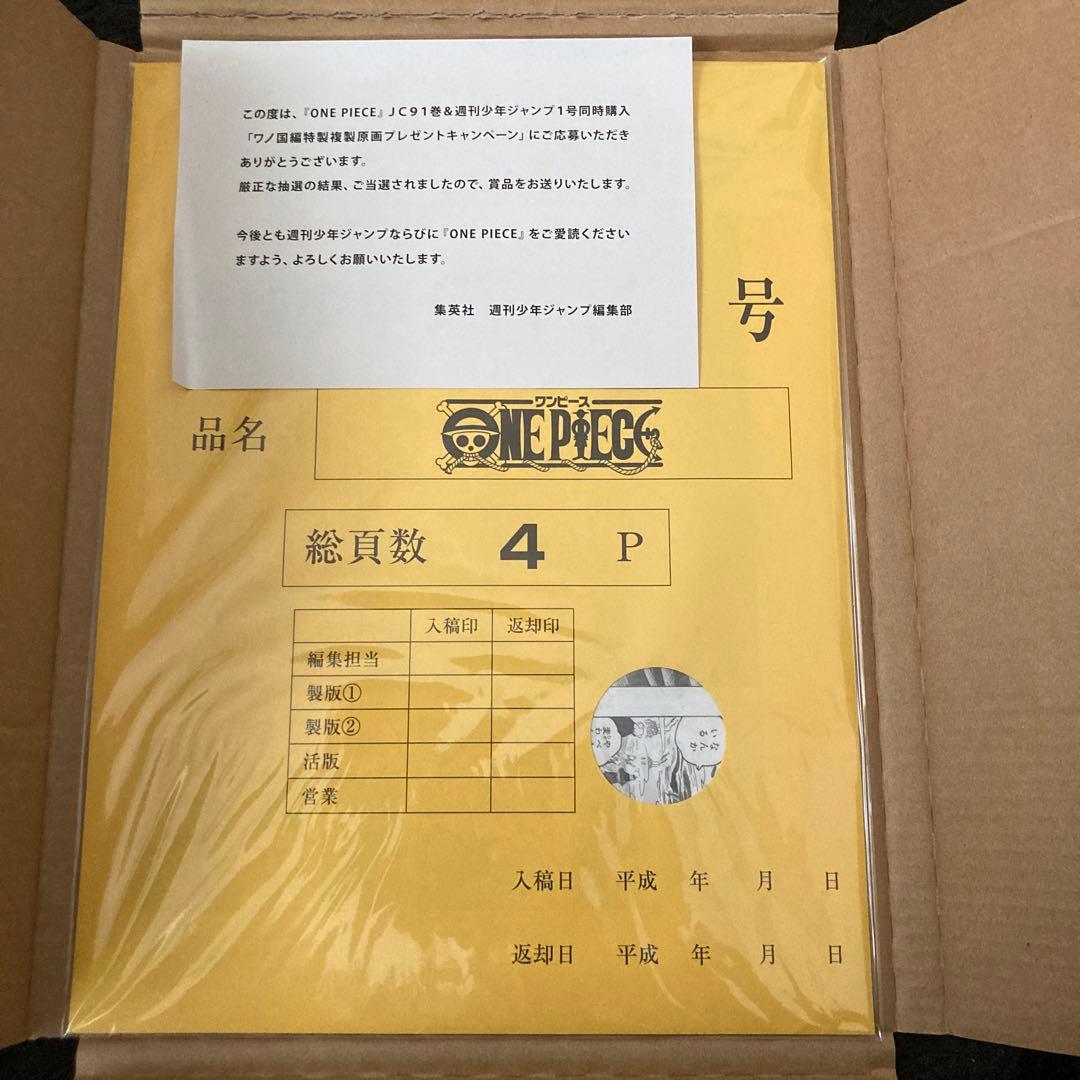 この度は、『ONE PIECE』ＪＣ９１巻＆週刊少年ジャンプ１号同時購入
「ワノ国編特製複製原画プレゼントキャンペーン」にご応募いただき
ありがとうございます。
厳正な抽選の結果、ご当選されましたので、賞品をお送りいたします。
今後とも週刊少年ジャンプならびに『ONE PIECE』をご愛読ください
ますよう、よろしくお願いいたします。
集英社　週刊少年ジャンプ編集部
号
品名
ワンピース
ONE PIECE
総頁数 4 P
入稿印 返却印
編集担当
製版①
製版②
活版
営業
なんか
いる
入稿日 平成 年 月 日
返却日 平成 年 月 日